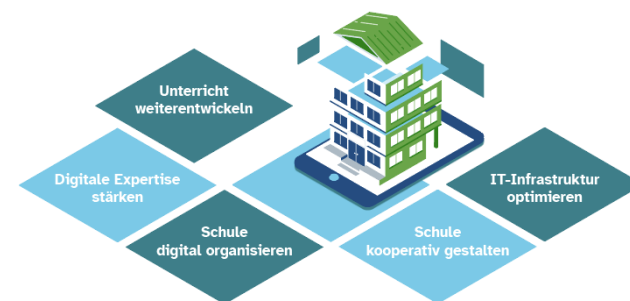 Unterricht
weiterentwickeln
Digitale Expertise
stärken
Schule
digital organisieren
Schule
kooperativ gestalten
IT-Infrastruktur
optimieren